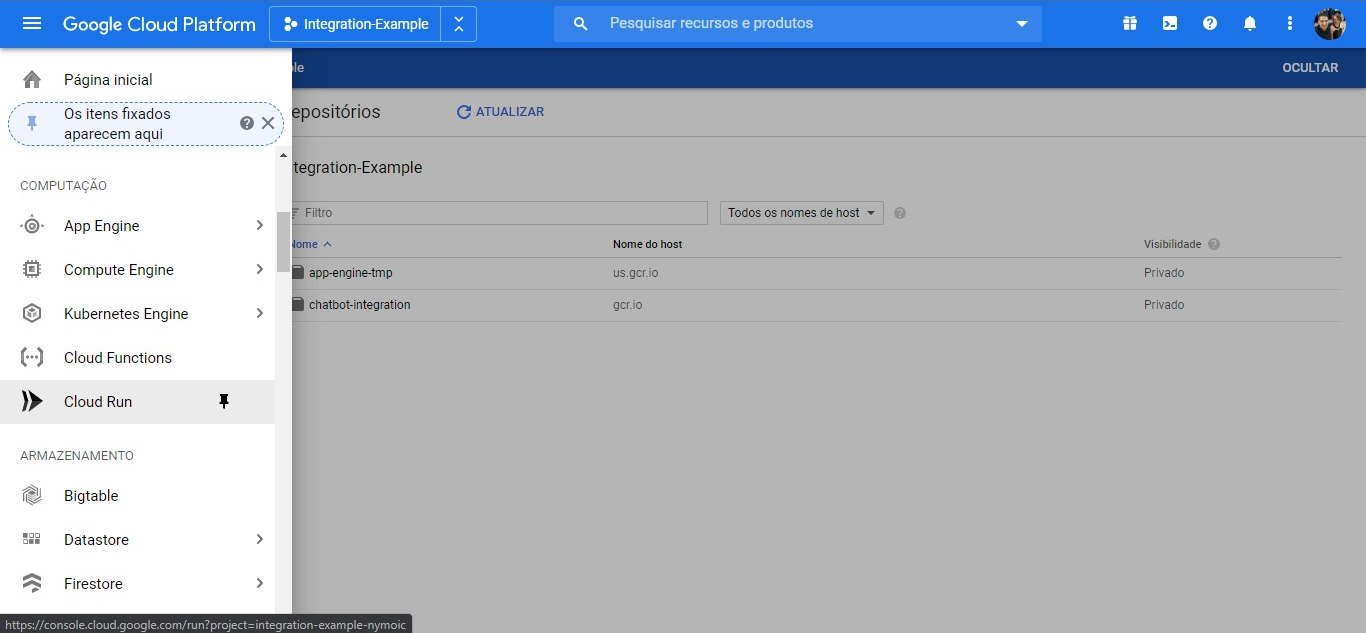 Google Cloud Platform
Integration-Example
Pesquisar recursos e produtos
Página inicial
Os itens fixados
aparecem aqui
COMPUTAÇÃO
App Engine
Compute Engine
Kubernetes Engine
Cloud Functions
Cloud Run
ARMAZENAMENTO
Bigtable
Datastore
Firestore
https://console.cloud.google.com/run?project=integration-example-nymoic
ple
OCULTAR
epositórios
ATUALIZAR
tegration-Example
Filtro
Todos os nomes de host
Nome
Nome do host
Visibilidade
app-engine-tmp
us.gcr.io
Privado
chatbot-integration
gcr.io
Privado